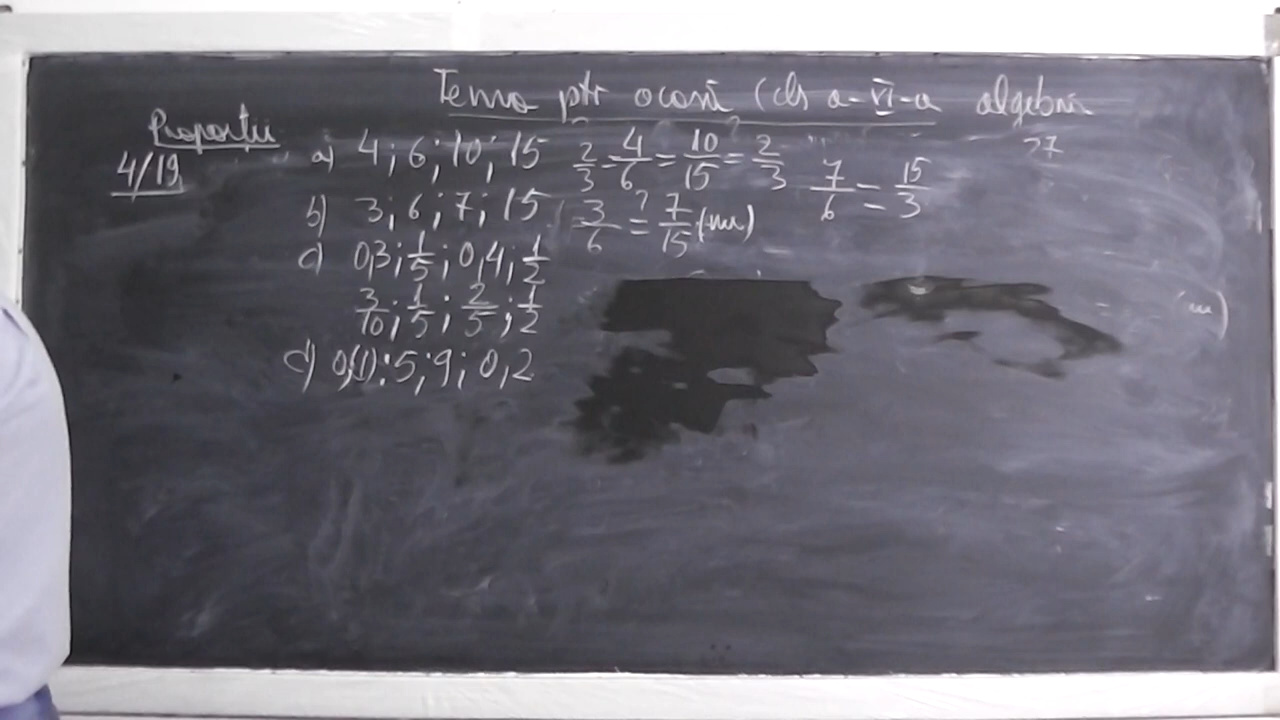 Tema ptr acasă (cls a-VI-a algebră
Proporții
4/19
a) 4; 6; 10; 15 2/3 = 4/6 = 10/15 = 2/3
27
b) 3; 6; 7; 15 3/6 ?= 7/15 (nu) 7/6 = 15/3
c) 0,3; 1/5; 0,4; 1/2
3/10; 1/5; 2/5; 1/2
d) 0,(1); 5; 9; 0,2